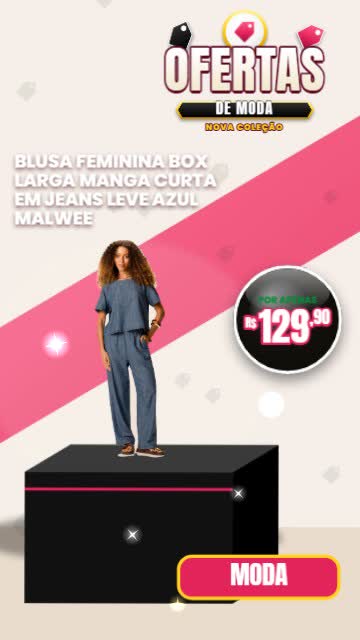 OFERTAS
DE MODA
NOVA COLEÇÃO
BLUSA FEMININA BOX
LARGA MANGA CURTA
EM JEANS LEVE AZUL
MALWEE
POR APENAS
R$129,90
MODA